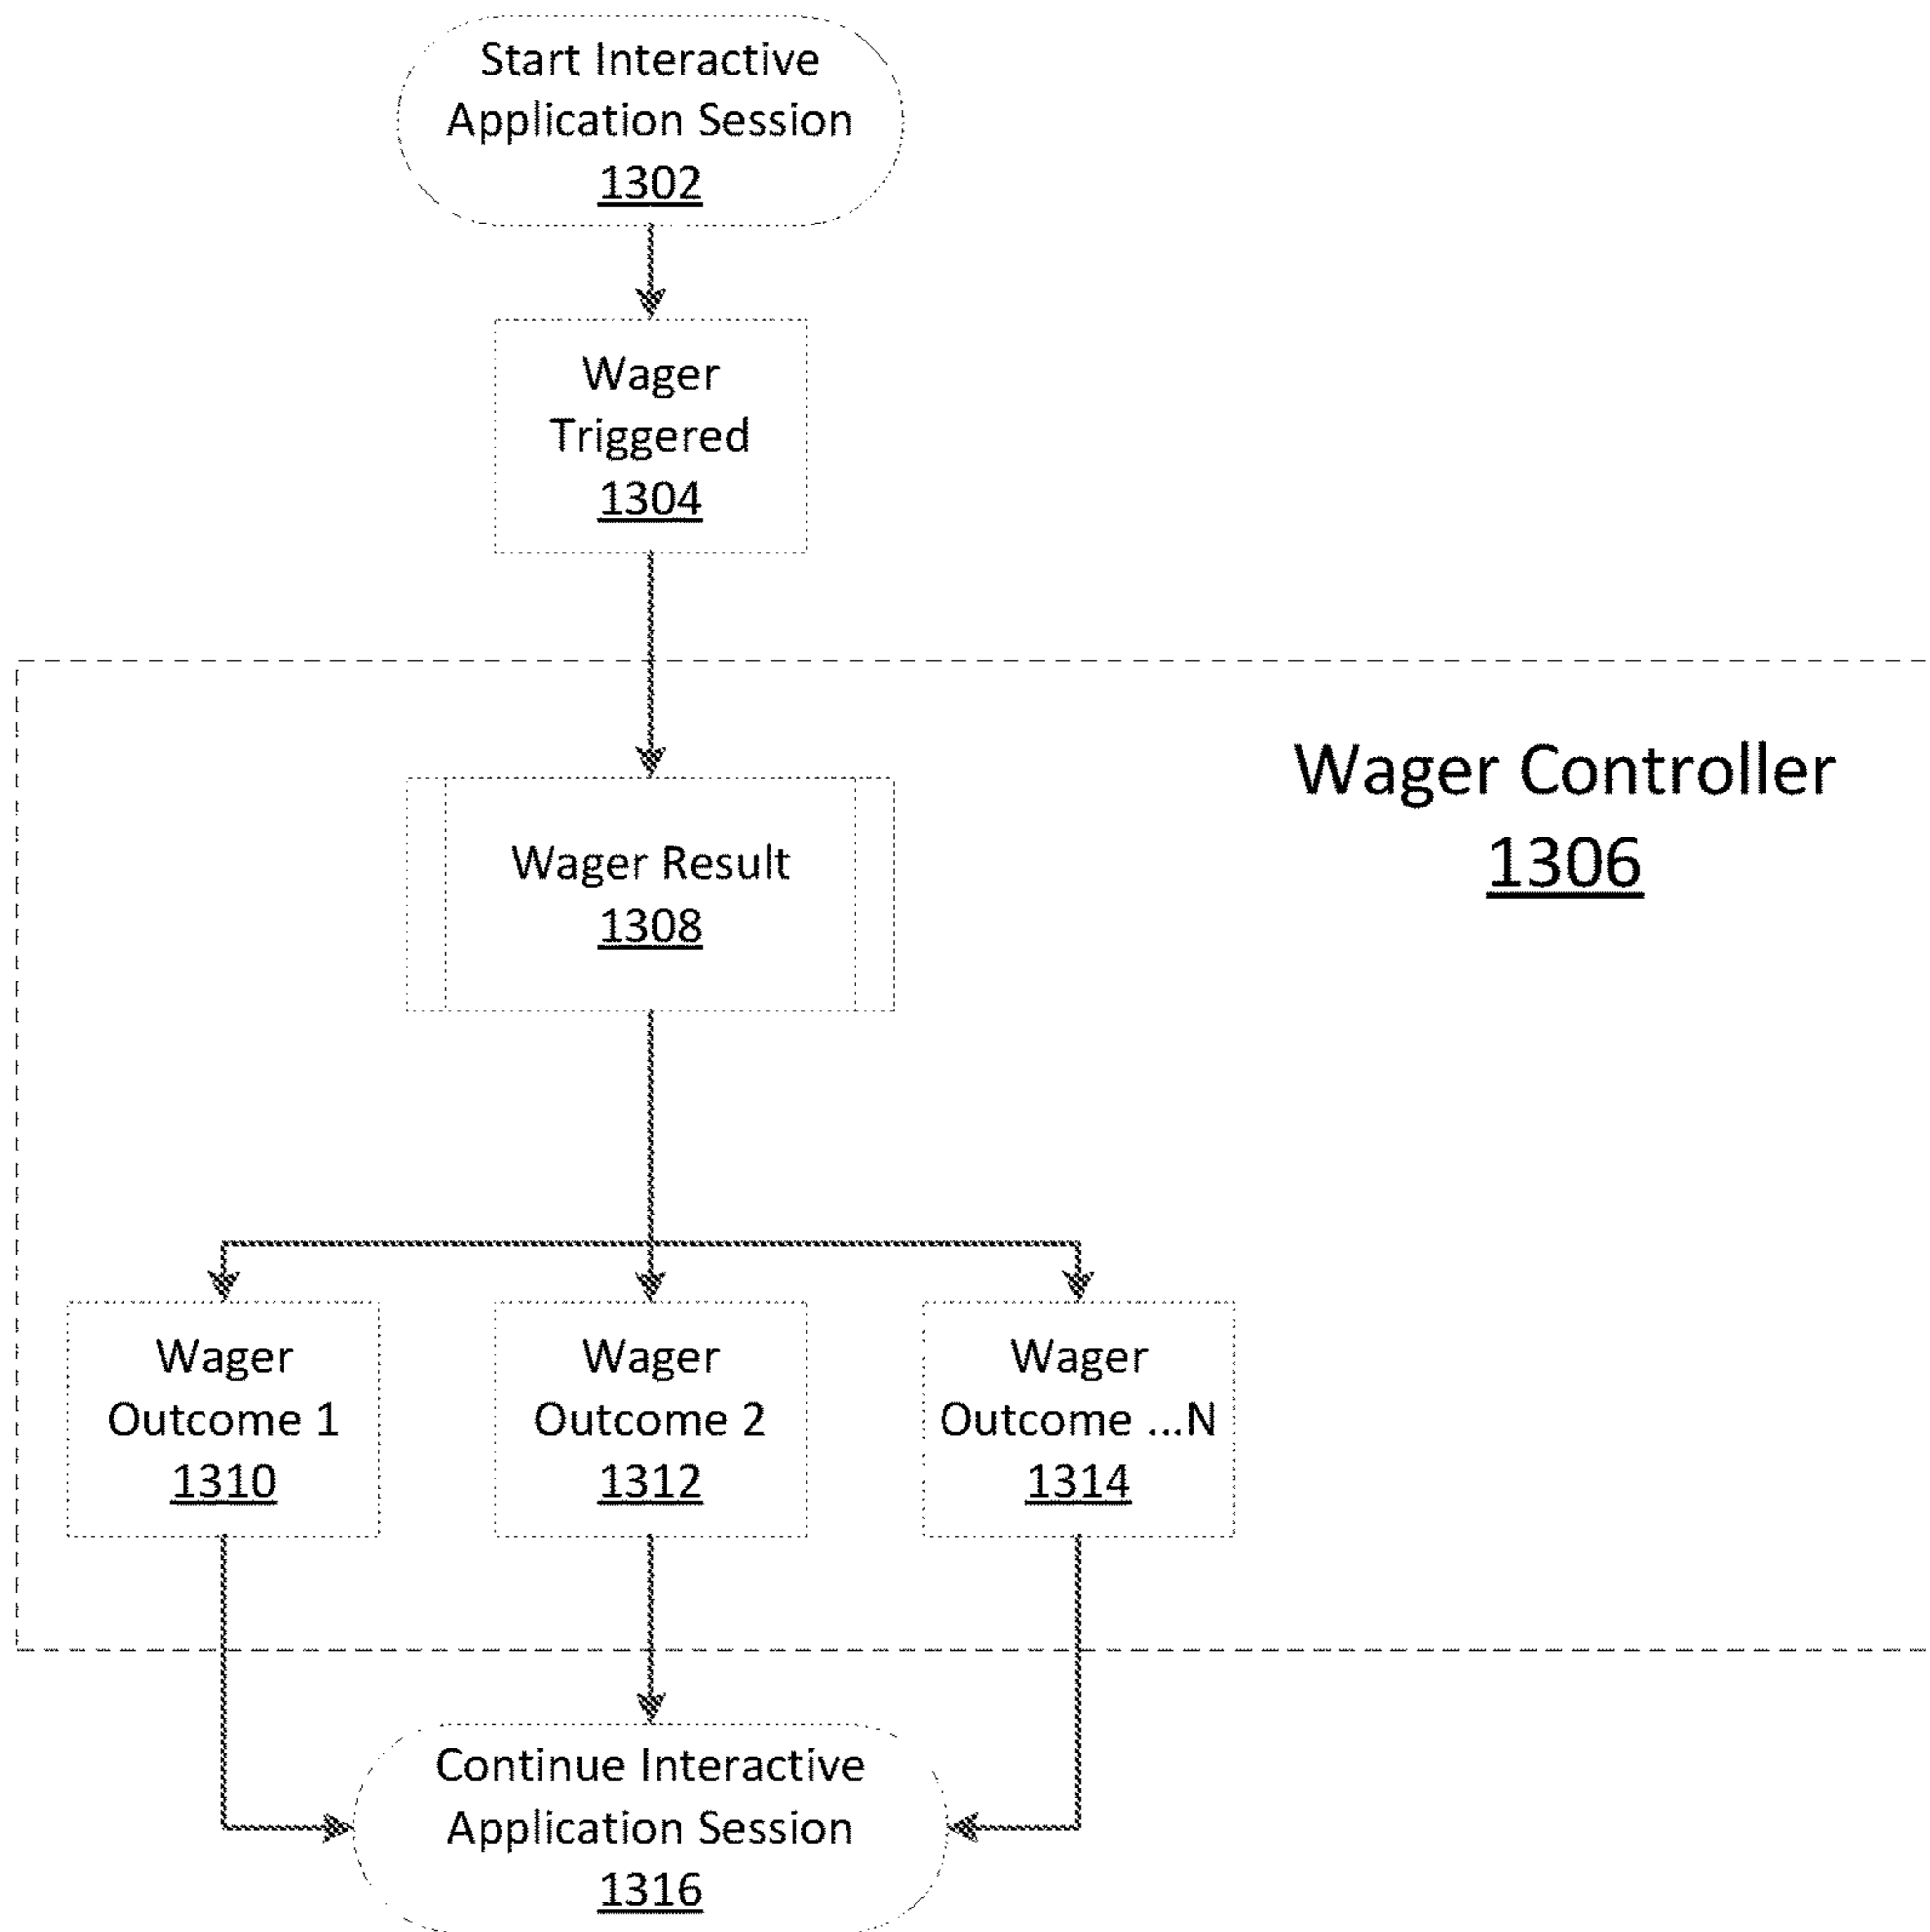 Start Interactive
Application Session
1302
Wager
Triggered
1304
Wager Controller
1306
Wager Result
1308
Wager
Outcome 1
1310
Wager
Outcome 2
1312
Wager
Outcome ...N
1314
Continue Interactive
Application Session
1316